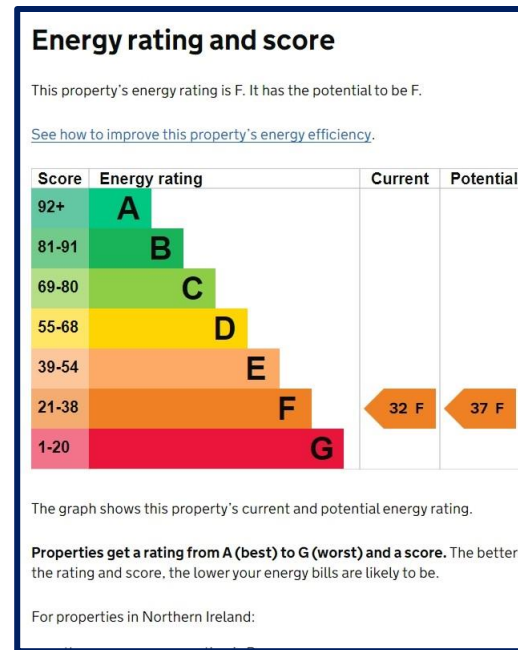 Energy rating and score
This property's energy rating is F. It has the potential to be F.
See how to improve this property's energy efficiency.
Score Energy rating Current Potential
92+ A
81-91 B
69-80 C
55-68 D
39-54 E
21-38 F 32 F 37 F
1-20 G
The graph shows this property's current and potential energy rating.
Properties get a rating from A (best) to G (worst) and a score. The better
the rating and score, the lower your energy bills are likely to be.
For properties in Northern Ireland: